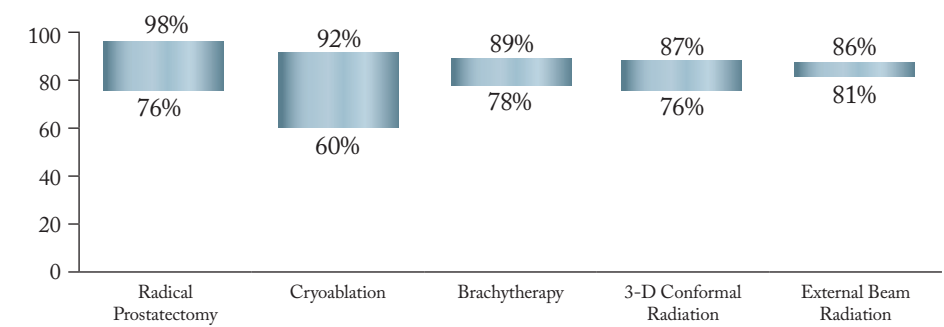 98%
92%
89%
87%
86%
76%
60%
78%
76%
81%
100
80
60
40
20
0
Radical
Prostatectomy
Cryoablation
Brachytherapy
3-D Conformal
Radiation
External Beam
Radiation